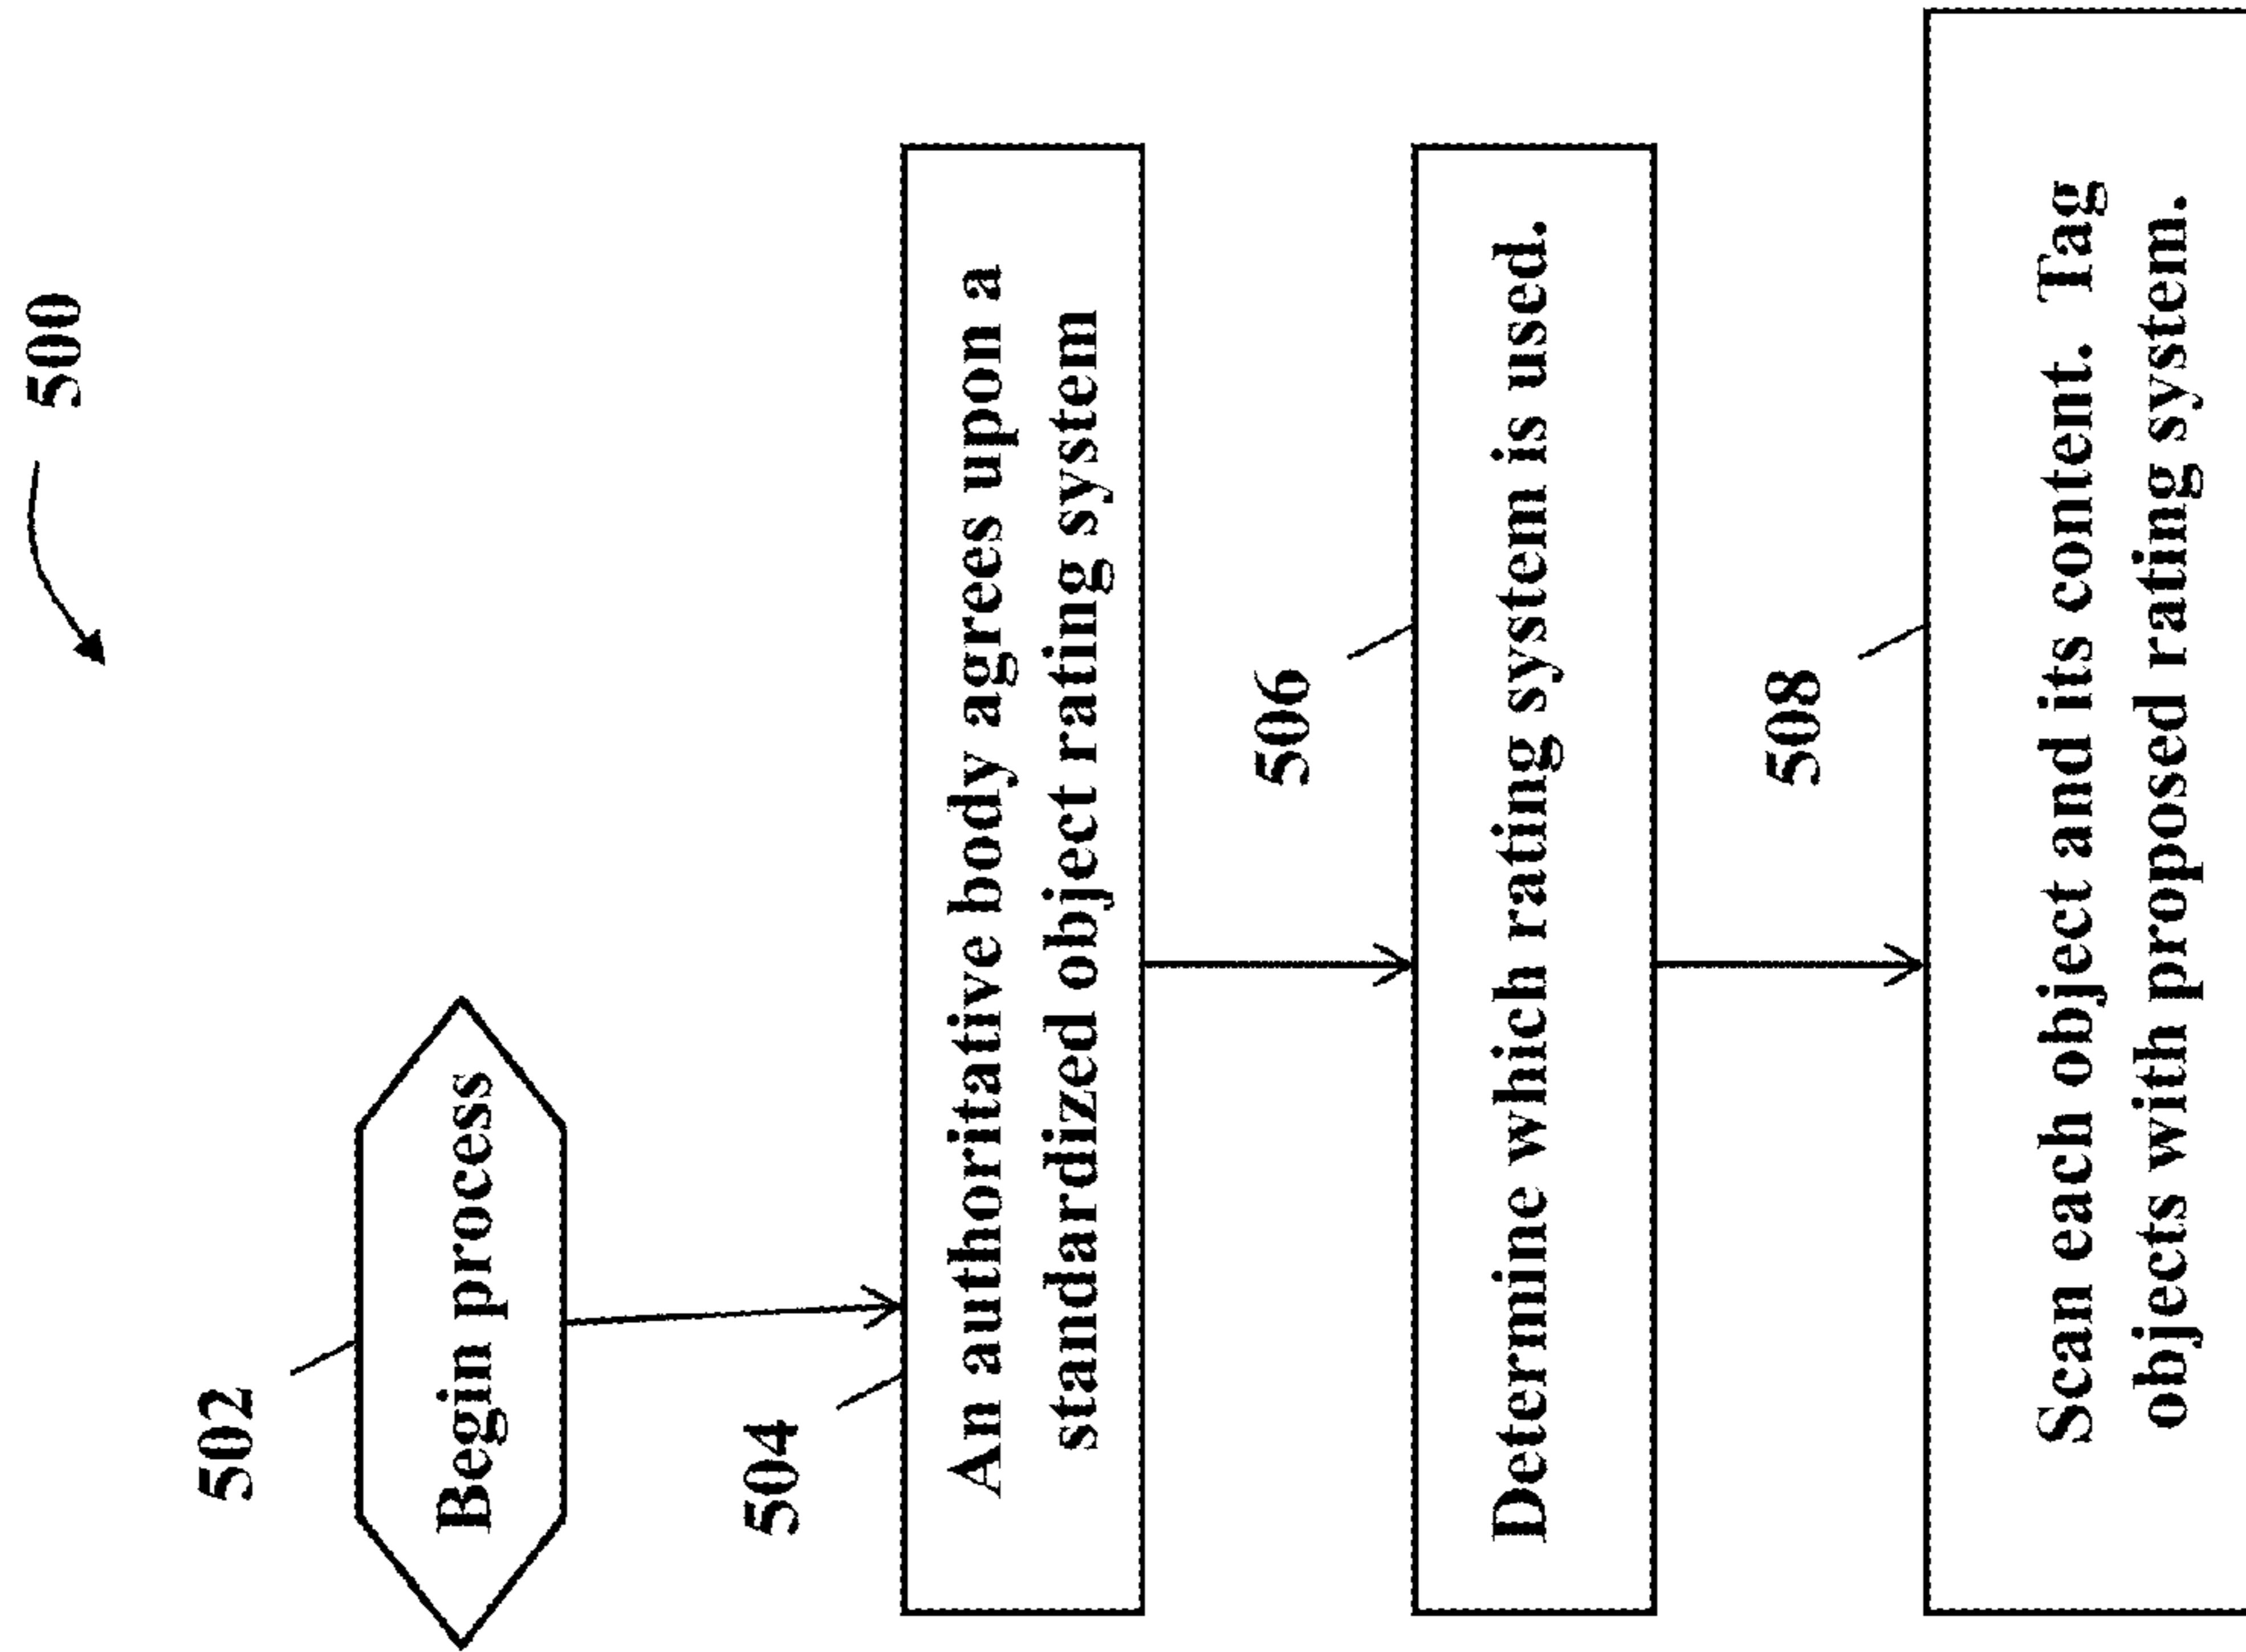 500
502
Begin process
504
An authoritative body agrees upon a
standardized object rating system
506
Determine which rating system is used.
508
Scan each object and its content.  Tag
objects with proposed rating system.